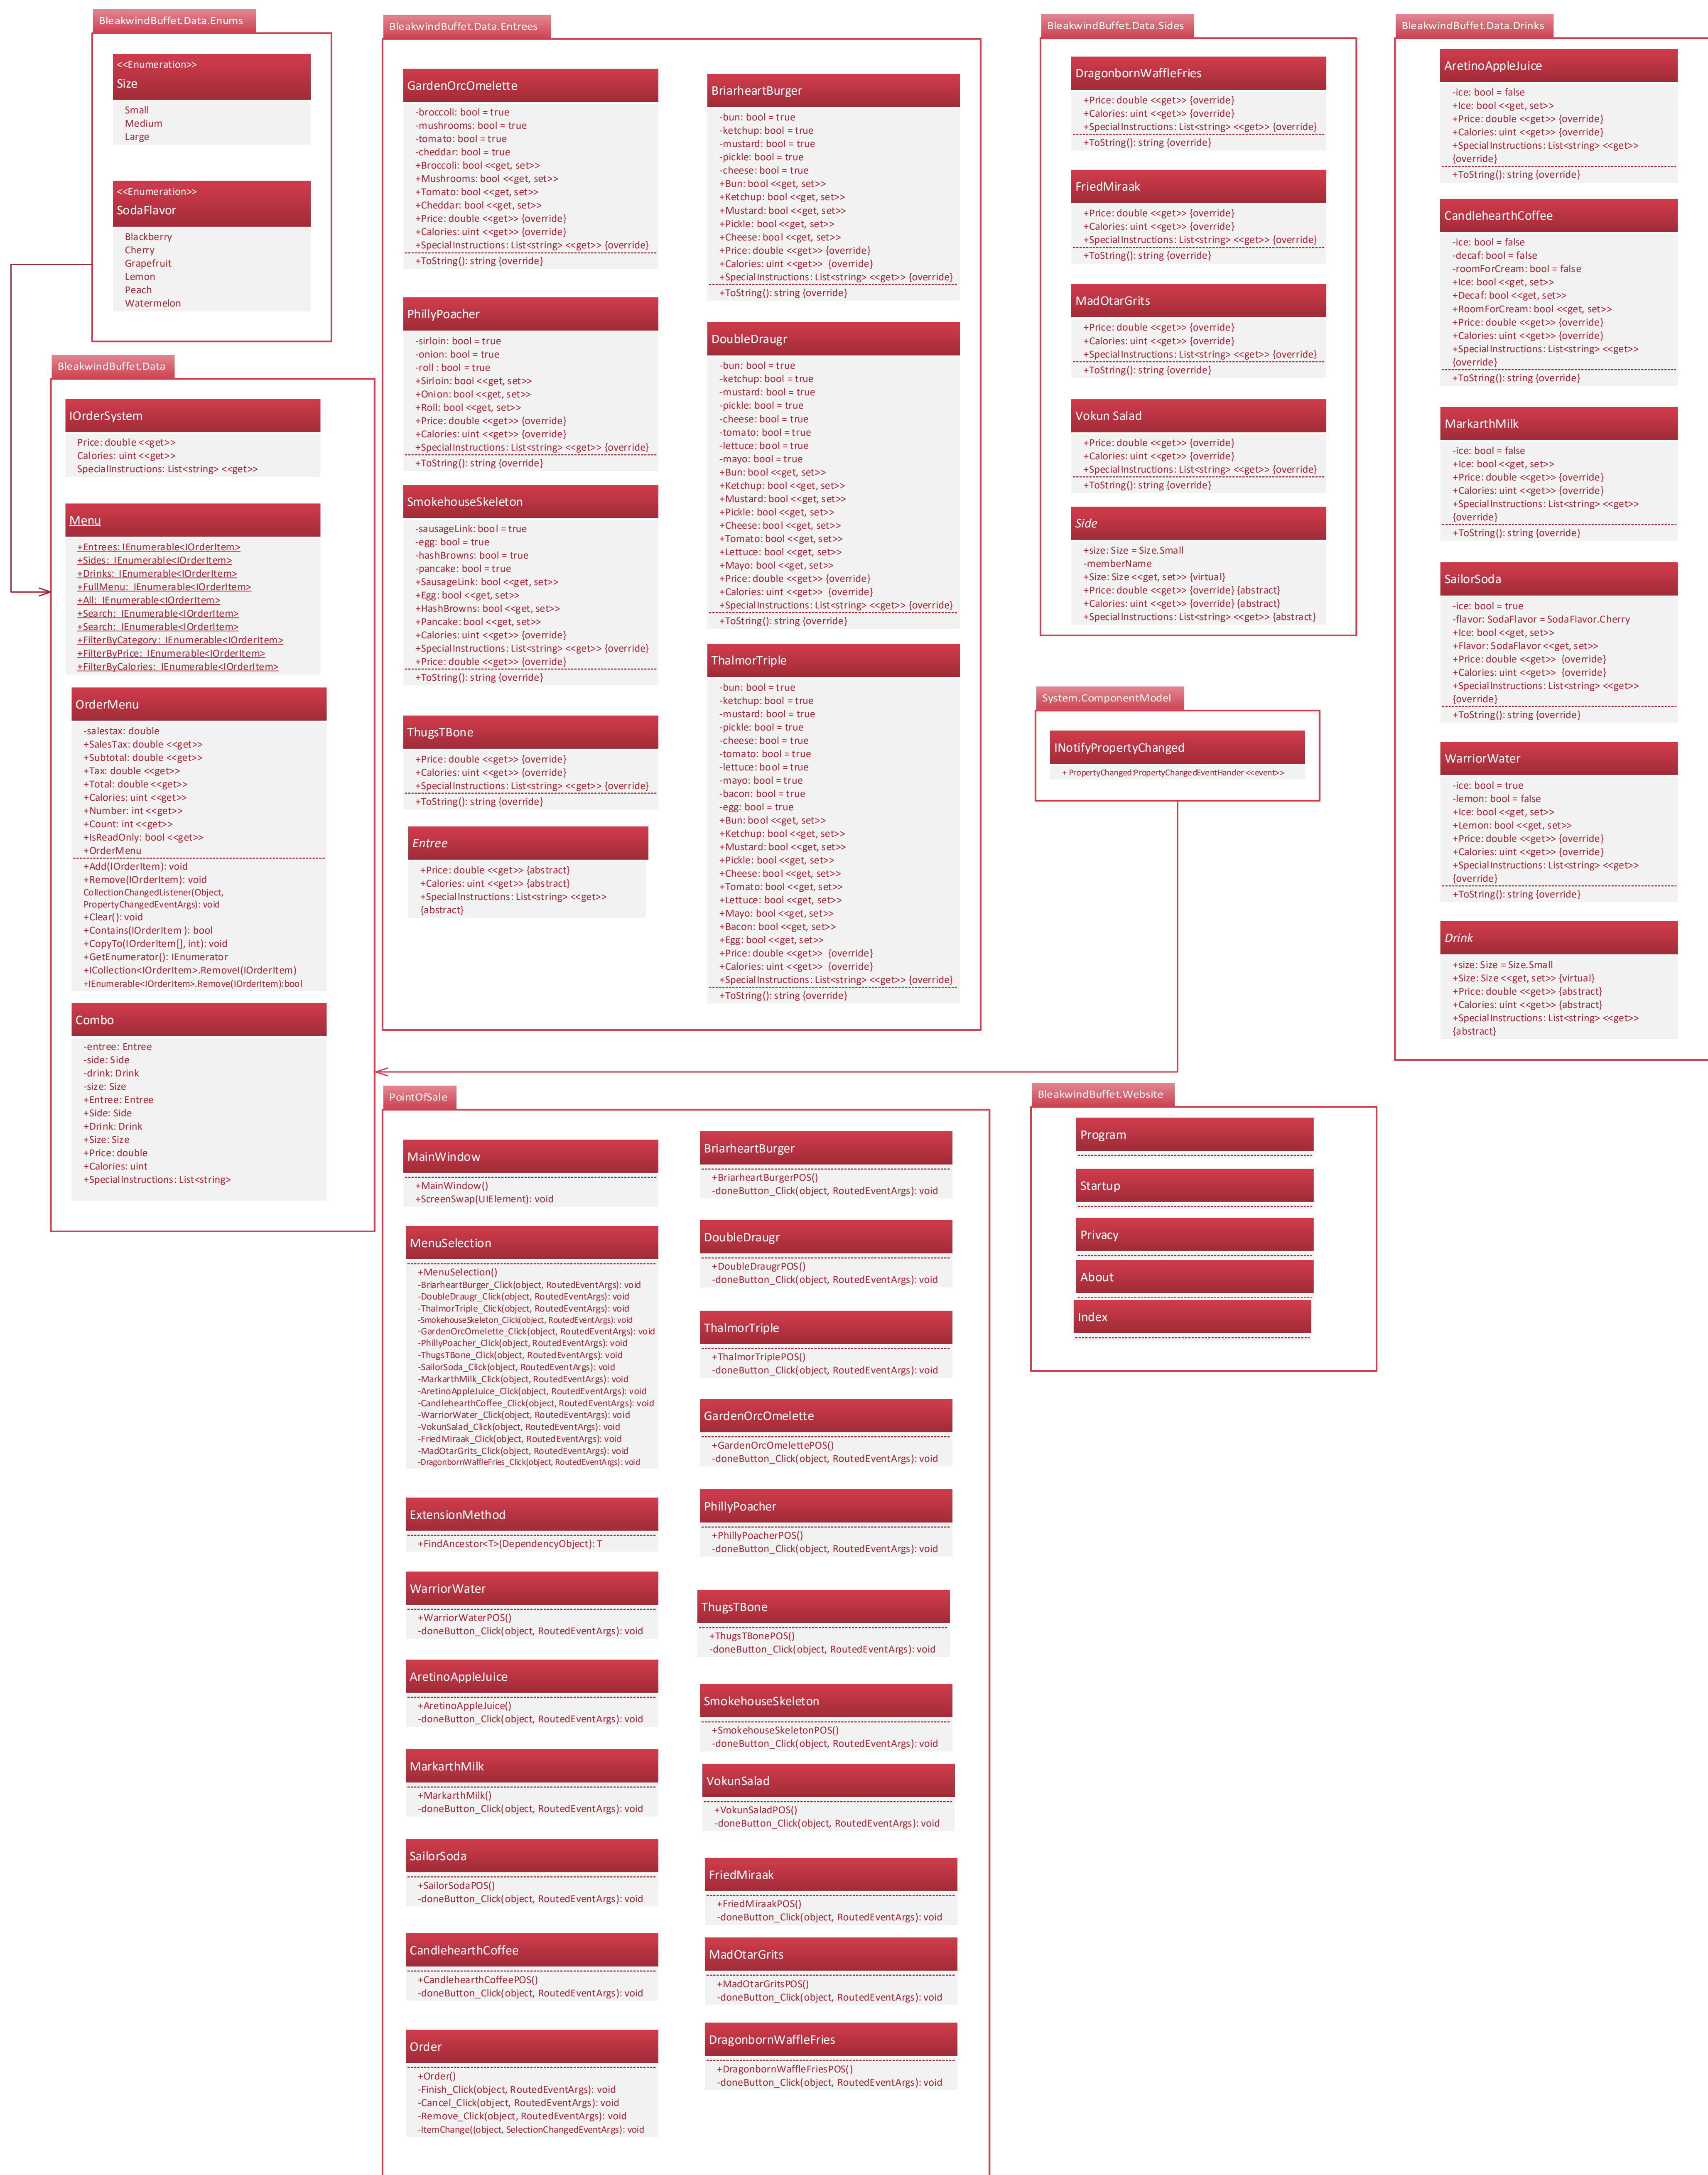 BleakwindBuffet.Data.Enums
<<Enumeration>>
Size
Small
Medium
Large
<<Enumeration>>
SodaFlavor
Blackberry
Cherry
Grapefruit
Lemon
Peach
Watermelon
BleakwindBuffet.Data
IOrderSystem
Price: double <<get>>
Calories: uint <<get>>
SpecialInstructions: List<string> <<get>>
Menu
+Entrees: IEnumerable<IOrderItem>
+Sides:  IEnumerable<IOrderItem>
+Drinks:  IEnumerable<IOrderItem>
+FullMenu:  IEnumerable<IOrderItem>
+All:  IEnumerable<IOrderItem>
+Search:  IEnumerable<IOrderItem>
+Search:  IEnumerable<IOrderItem>
+FilterByCategory:  IEnumerable<IOrderItem>
+FilterByPrice:  IEnumerable<IOrderItem>
+FilterByCalories:  IEnumerable<IOrderItem>
OrderMenu
-salestax: double
+SalesTax: double <<get>>
+Subtotal: double <<get>>
+Tax: double <<get>>
+Total: double <<get>>
+Calories: uint <<get>>
+Number: int <<get>>
+Count: int <<get>>
+IsReadOnly: bool <<get>>
+OrderMenu
+Add(IOrderItem): void
+Remove(IOrderItem): void
CollectionChangedListener(Object,
PropertyChangedEventArgs): void
+Clear(): void
+Contains(IOrderItem ): bool
+CopyTo(IOrderItem[], int): void
+GetEnumerator(): IEnumerator
+ICollection<IOrderItem>.RemoveI(IOrderItem)
+IEnumerable<IOrderItem>.Remove(IOrderItem):bool
Combo
-entree: Entree
-side: Side
-drink: Drink
-size: Size
+Entree: Entree
+Side: Side
+Drink: Drink
+Size: Size
+Price: double
+Calories: uint
+SpecialInstructions: List<string>
BleakwindBuffet.Data.Entrees
GardenOrcOmelette
-broccoli: bool = true
-mushrooms: bool = true
-tomato: bool = true
-cheddar: bool = true
+Broccoli: bool <<get, set>>
+Mushrooms: bool <<get, set>>
+Tomato: bool <<get, set>>
+Cheddar: bool <<get, set>>
+Price: double <<get>> {override}
+Calories: uint <<get>> {override}
+SpecialInstructions: List<string> <<get>> {override}
+ToString(): string {override}
PhillyPoacher
-sirloin: bool = true
-onion: bool = true
-roll : bool = true
+Sirloin: bool <<get, set>>
+Onion: bool <<get, set>>
+Roll: bool <<get, set>>
+Price: double <<get>> {override}
+Calories: uint <<get>> {override}
+SpecialInstructions: List<string> <<get>> {override}
+ToString(): string {override}
SmokehouseSkeleton
-sausageLink: bool = true
-egg: bool = true
-hashBrowns: bool = true
-pancake: bool = true
+SausageLink: bool <<get, set>>
+Egg: bool <<get, set>>
+HashBrowns: bool <<get, set>>
+Pancake: bool <<get, set>>
+Calories: uint <<get>> {override}
+SpecialInstructions: List<string> <<get>> {override}
+Price: double <<get>> {override}
+ToString(): string {override}
ThugsTBone
+Price: double <<get>> {override}
+Calories: uint <<get>> {override}
+SpecialInstructions: List<string> <<get>> {override}
+ToString(): string {override}
Entree
+Price: double <<get>> {abstract}
+Calories: uint <<get>> {abstract}
+SpecialInstructions: List<string> <<get>>
{abstract}
BriarheartBurger
-bun: bool = true
-ketchup: bool = true
-mustard: bool = true
-pickle: bool = true
-cheese: bool = true
+Bun: bool <<get, set>>
+Ketchup: bool <<get, set>>
+Mustard: bool <<get, set>>
+Pickle: bool <<get, set>>
+Cheese: bool <<get, set>>
+Price: double <<get>> {override}
+Calories: uint <<get>>  {override}
+SpecialInstructions: List<string> <<get>> {override}
+ToString(): string {override}
DoubleDraugr
-bun: bool = true
-ketchup: bool = true
-mustard: bool = true
-pickle: bool = true
-cheese: bool = true
-tomato: bool = true
-lettuce: bool = true
-mayo: bool = true
+Bun: bool <<get, set>>
+Ketchup: bool <<get, set>>
+Mustard: bool <<get, set>>
+Pickle: bool <<get, set>>
+Cheese: bool <<get, set>>
+Tomato: bool <<get, set>>
+Lettuce: bool <<get, set>>
+Mayo: bool <<get, set>>
+Price: double <<get>> {override}
+Calories: uint <<get>>  {override}
+SpecialInstructions: List<string> <<get>> {override}
+ToString(): string {override}
ThalmorTriple
-bun: bool = true
-ketchup: bool = true
-mustard: bool = true
-pickle: bool = true
-cheese: bool = true
-tomato: bool = true
-lettuce: bool = true
-mayo: bool = true
-bacon: bool = true
-egg: bool = true
+Bun: bool <<get, set>>
+Ketchup: bool <<get, set>>
+Mustard: bool <<get, set>>
+Pickle: bool <<get, set>>
+Cheese: bool <<get, set>>
+Tomato: bool <<get, set>>
+Lettuce: bool <<get, set>>
+Mayo: bool <<get, set>>
+Bacon: bool <<get, set>>
+Egg: bool <<get, set>>
+Price: double <<get>>  {override}
+Calories: uint <<get>>  {override}
+SpecialInstructions: List<string> <<get>> {override}
+ToString(): string {override}
BleakwindBuffet.Data.Sides
DragonbornWaffleFries
+Price: double <<get>> {override}
+Calories: uint <<get>> {override}
+SpecialInstructions: List<string> <<get>> {override}
+ToString(): string {override}
FriedMiraak
+Price: double <<get>> {override}
+Calories: uint <<get>> {override}
+SpecialInstructions: List<string> <<get>> {override}
+ToString(): string {override}
MadOtarGrits
+Price: double <<get>> {override}
+Calories: uint <<get>> {override}
+SpecialInstructions: List<string> <<get>> {override}
+ToString(): string {override}
Vokun Salad
+Price: double <<get>> {override}
+Calories: uint <<get>> {override}
+SpecialInstructions: List<string> <<get>> {override}
+ToString(): string {override}
Side
+size: Size = Size.Small
-memberName
+Size: Size <<get, set>> {virtual}
+Price: double <<get>> {override} {abstract}
+Calories: uint <<get>> {override} {abstract}
+SpecialInstructions: List<string> <<get>> {abstract}
System.ComponentModel
INotifyPropertyChanged
+ PropertyChanged:PropertyChangedEventHander <<event>>
BleakwindBuffet.Data.Drinks
AretinoAppleJuice
-ice: bool = false
+Ice: bool <<get, set>>
+Price: double <<get>> {override}
+Calories: uint <<get>> {override}
+SpecialInstructions: List<string> <<get>>
{override}
+ToString(): string {override}
CandlehearthCoffee
-ice: bool = false
-decaf: bool = false
-roomForCream: bool = false
+Ice: bool <<get, set>>
+Decaf: bool <<get, set>>
+RoomForCream: bool <<get, set>>
+Price: double <<get>> {override}
+Calories: uint <<get>> {override}
+SpecialInstructions: List<string> <<get>>
{override}
+ToString(): string {override}
MarkarthMilk
-ice: bool = false
+Ice: bool <<get, set>>
+Price: double <<get>> {override}
+Calories: uint <<get>> {override}
+SpecialInstructions: List<string> <<get>>
{override}
+ToString(): string {override}
SailorSoda
-ice: bool = true
-flavor: SodaFlavor = SodaFlavor.Cherry
+Ice: bool <<get, set>>
+Flavor: SodaFlavor <<get, set>>
+Price: double <<get>>  {override}
+Calories: uint <<get>>  {override}
+SpecialInstructions: List<string> <<get>>
{override}
+ToString(): string {override}
WarriorWater
-ice: bool = true
-lemon: bool = false
+Ice: bool <<get, set>>
+Lemon: bool <<get, set>>
+Price: double <<get>> {override}
+Calories: uint <<get>> {override}
+SpecialInstructions: List<string> <<get>>
{override}
+ToString(): string {override}
Drink
+size: Size = Size.Small
+Size: Size <<get, set>> {virtual}
+Price: double <<get>> {abstract}
+Calories: uint <<get>> {abstract}
+SpecialInstructions: List<string> <<get>>
{abstract}
PointOfSale
MainWindow
+MainWindow()
+ScreenSwap(UIElement): void
MenuSelection
+MenuSelection()
-BriarheartBurger_Click(object, RoutedEventArgs): void
-DoubleDraugr_Click(object, RoutedEventArgs): void
-ThalmorTriple_Click(object, RoutedEventArgs): void
-SmokehouseSkeleton_Click(object, RoutedEventArgs): void
-GardenOrcOmelette_Click(object, RoutedEventArgs): void
-PhillyPoacher_Click(object, RoutedEventArgs): void
-ThugsTBone_Click(object, RoutedEventArgs): void
-SailorSoda_Click(object, RoutedEventArgs): void
-MarkarthMilk_Click(object, RoutedEventArgs): void
-AretinoAppleJuice_Click(object, RoutedEventArgs): void
-CandlehearthCoffee_Click(object, RoutedEventArgs): void
-WarriorWater_Click(object, RoutedEventArgs): void
-VokunSalad_Click(object, RoutedEventArgs): void
-FriedMiraak_Click(object, RoutedEventArgs): void
-MadOtarGrits_Click(object, RoutedEventArgs): void
-DragonbornWaffleFries_Click(object, RoutedEventArgs): void
ExtensionMethod
+FindAncestor<T>(DependencyObject): T
WarriorWater
+WarriorWaterPOS()
-doneButton_Click(object, RoutedEventArgs): void
AretinoAppleJuice
+AretinoAppleJuice()
-doneButton_Click(object, RoutedEventArgs): void
MarkarthMilk
+MarkarthMilk()
-doneButton_Click(object, RoutedEventArgs): void
SailorSoda
+SailorSodaPOS()
-doneButton_Click(object, RoutedEventArgs): void
CandlehearthCoffee
+CandlehearthCoffeePOS()
-doneButton_Click(object, RoutedEventArgs): void
Order
+Order()
-Finish_Click(object, RoutedEventArgs): void
-Cancel_Click(object, RoutedEventArgs): void
-Remove_Click(object, RoutedEventArgs): void
-ItemChange((object, SelectionChangedEventArgs): void
BriarheartBurger
+BriarheartBurgerPOS()
-doneButton_Click(object, RoutedEventArgs): void
DoubleDraugr
+DoubleDraugrPOS()
-doneButton_Click(object, RoutedEventArgs): void
ThalmorTriple
+ThalmorTriplePOS()
-doneButton_Click(object, RoutedEventArgs): void
GardenOrcOmelette
+GardenOrcOmelettePOS()
-doneButton_Click(object, RoutedEventArgs): void
PhillyPoacher
+PhillyPoacherPOS()
-doneButton_Click(object, RoutedEventArgs): void
ThugsTBone
+ThugsTBonePOS()
-doneButton_Click(object, RoutedEventArgs): void
SmokehouseSkeleton
+SmokehouseSkeletonPOS()
-doneButton_Click(object, RoutedEventArgs): void
VokunSalad
+VokunSaladPOS()
-doneButton_Click(object, RoutedEventArgs): void
FriedMiraak
+FriedMiraakPOS()
-doneButton_Click(object, RoutedEventArgs): void
MadOtarGrits
+MadOtarGritsPOS()
-doneButton_Click(object, RoutedEventArgs): void
DragonbornWaffleFries
+DragonbornWaffleFriesPOS()
-doneButton_Click(object, RoutedEventArgs): void
BleakwindBuffet.Website
Program
Startup
Privacy
About
Index